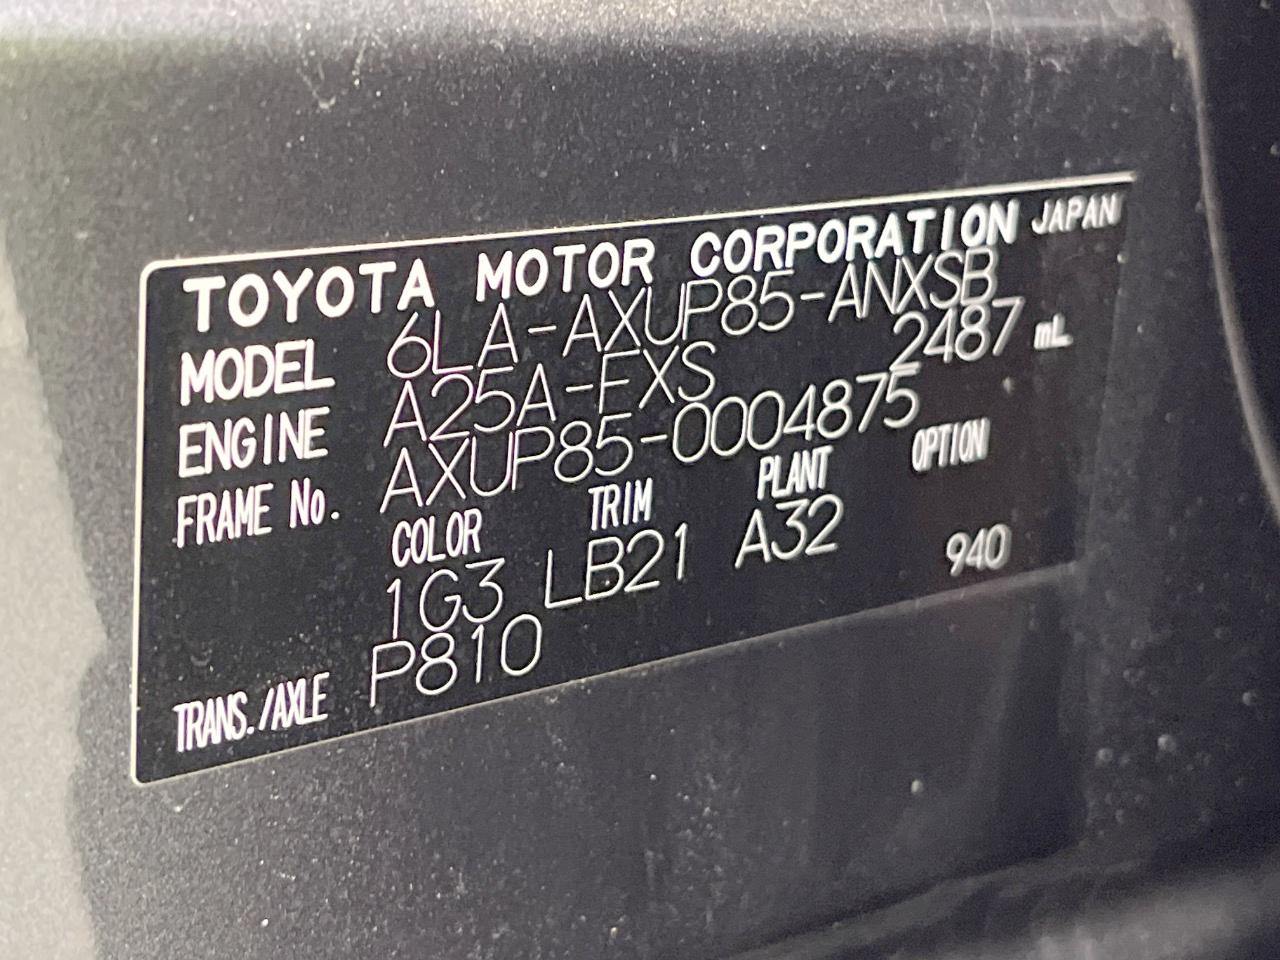 TOYOTA MOTOR CORPORATION JAPAN
MODEL 6LA-AXUP85-ANXSB
ENGINE A25A-FXS 2487 mL
FRAME No. AXUP85-0004875
COLOR TRIM PLANT OPTION
1G3 LB21 A32 940
TRANS./AXLE P810